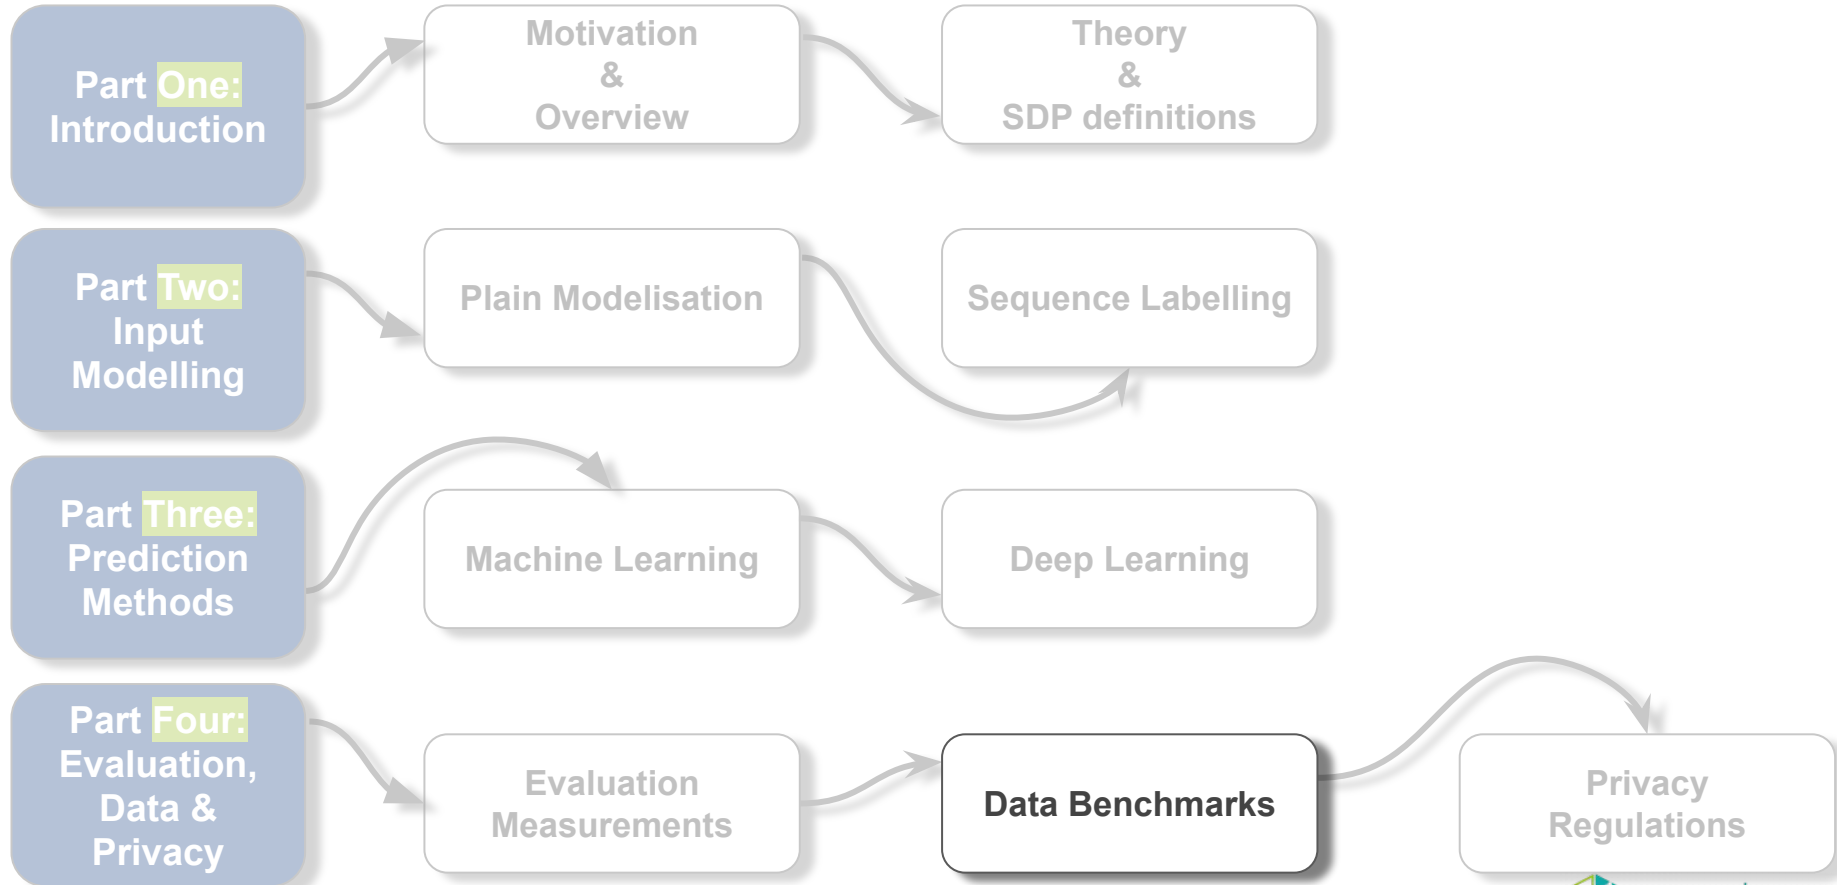 Part One:
Introduction
Motivation
&
Overview
Theory
&
SDP definitions
Part Two:
Input
Modelling
Plain Modelisation
Sequence Labelling
Part Three:
Prediction
Methods
Machine Learning
Deep Learning
Part Four:
Evaluation,
Data &
Privacy
Evaluation
Measurements
Data Benchmarks
Privacy
Regulations